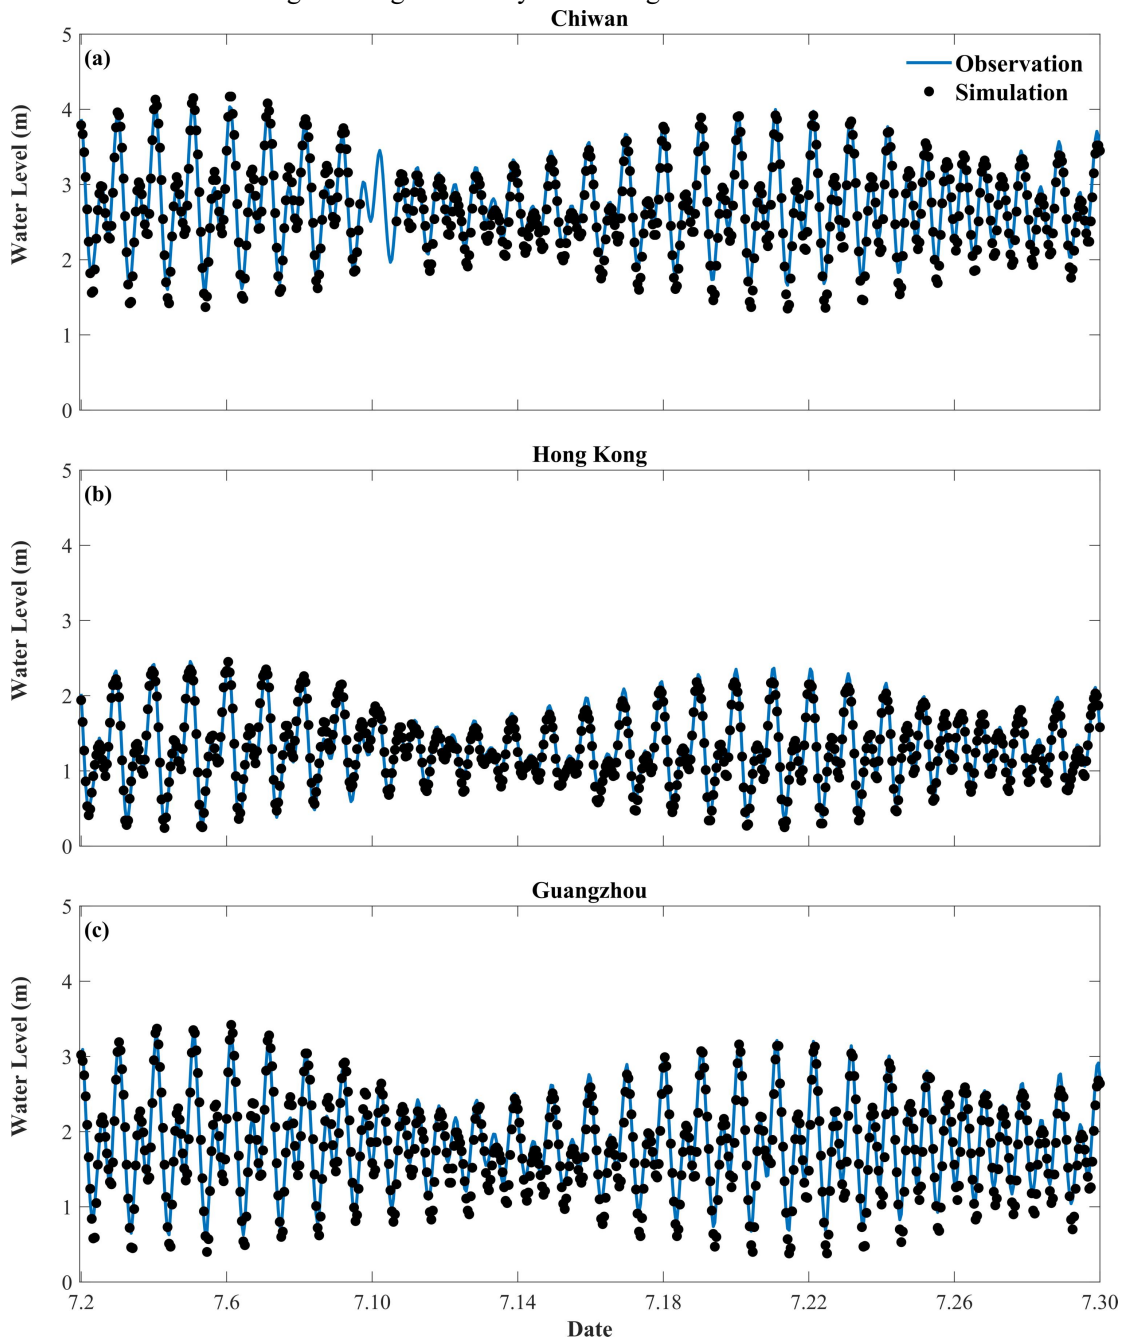 Chiwan
5
(a)
Observation
Simulation
4
3
2
1
0
Water Level (m)
Hong Kong
5
(b)
4
3
2
1
0
Water Level (m)
Guangzhou
5
(c)
4
3
2
1
0
Water Level (m)
7.2 7.6 7.10 7.14 7.18 7.22 7.26 7.30
Date